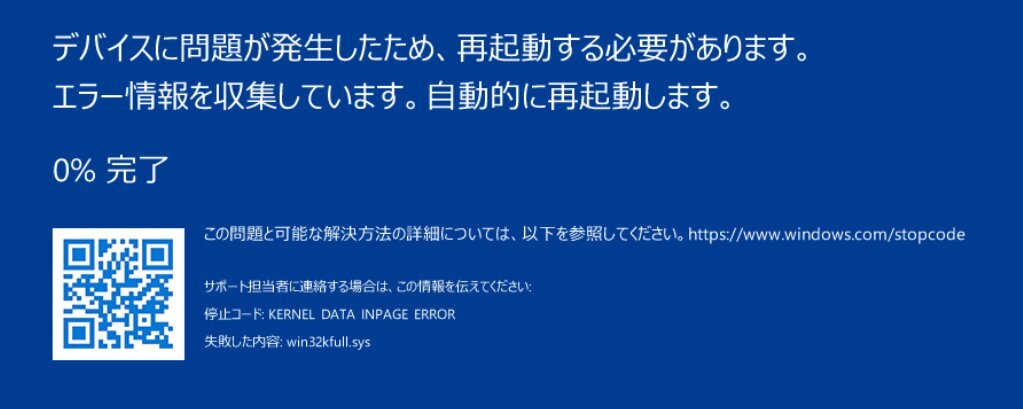 デバイスに問題が発生したため、再起動する必要があります。
エラー情報を収集しています。自動的に再起動します。
0% 完了
この問題と可能な解決方法の詳細については、以下を参照してください。https://www.windows.com/stopcode
サポート担当者に連絡する場合は、この情報を伝えてください:
停止コード: KERNEL DATA INPAGE ERROR
失敗した内容: win32kfull.sys